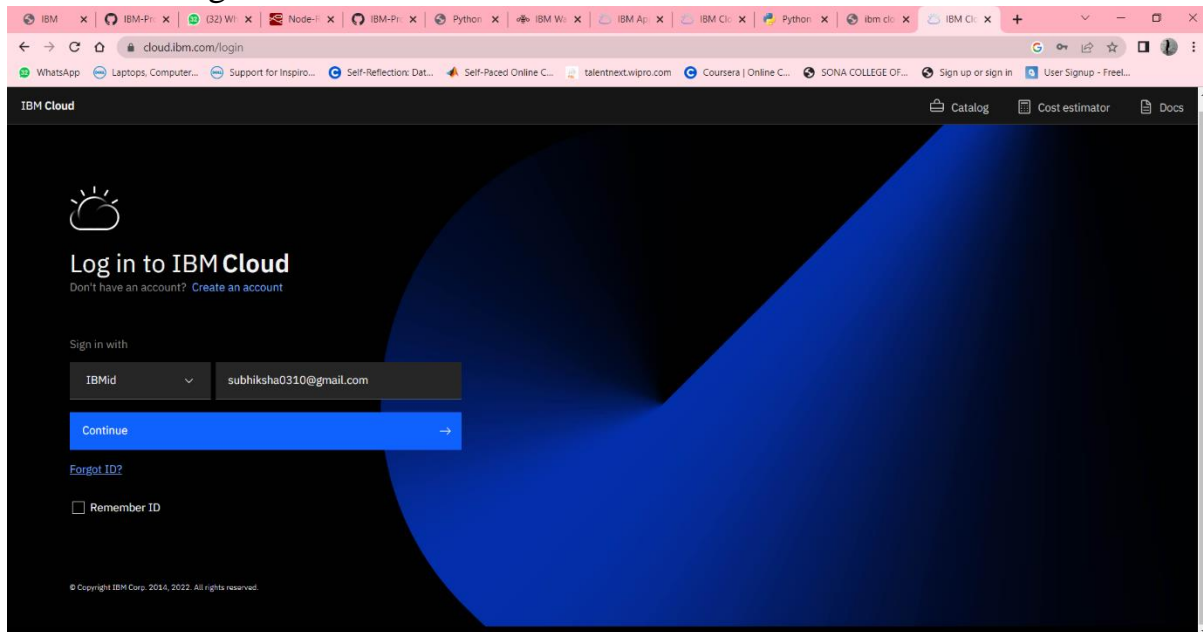 IBM
IBM-Pr
(32) Wh
Node-R
IBM-Pro
Python
IBM Wa
IBM Ap
IBM Clo
Python
ibm clo
IBM Clo
cloud.ibm.com/login
WhatsApp
Laptops, Computer...
Support for Inspiro...
Self-Reflection: Dat...
Self-Paced Online C...
talentnext.wipro.com
Coursera | Online C...
SONA COLLEGE OF...
Sign up or sign in
User Signup - Freel...
IBM Cloud
Catalog
Cost estimator
Docs
Log in to IBM Cloud
Don't have an account? Create an account
Sign in with
IBMid
subhiksha0310@gmail.com
Continue
Forgot ID?
Remember ID
© Copyright IBM Corp. 2014, 2022. All rights reserved.